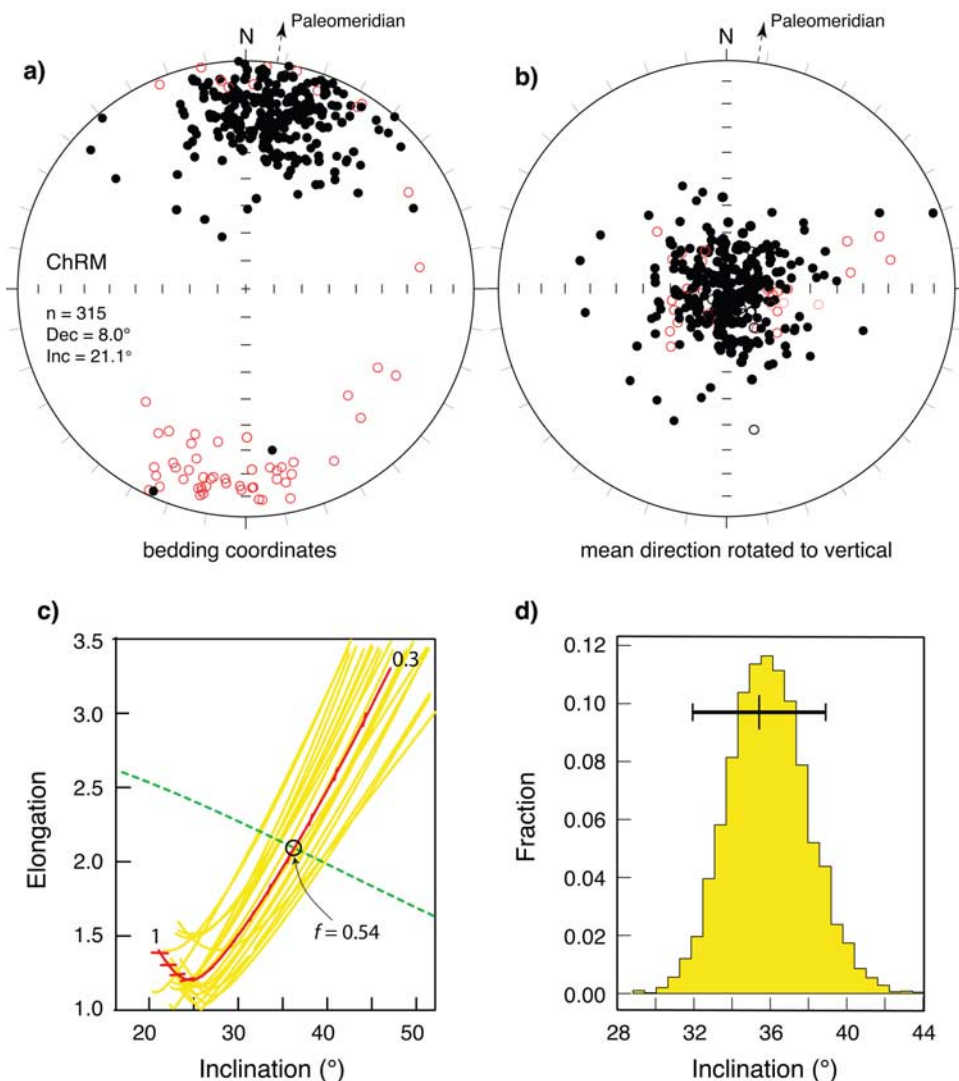 Paleomeridian
Paleomeridian
a)
N
b)
N
ChRM
n = 315
Dec = 8.0°
Inc = 21.1°
bedding coordinates
mean direction rotated to vertical
c)
3.5
3.0
2.5
2.0
1.5
1.0
Elongation
0.3
1
f = 0.54
20
30
40
50
Inclination (°)
d)
0.12
0.10
0.08
0.06
0.04
0.02
0.00
Fraction
28
32
36
40
44
Inclination (°)